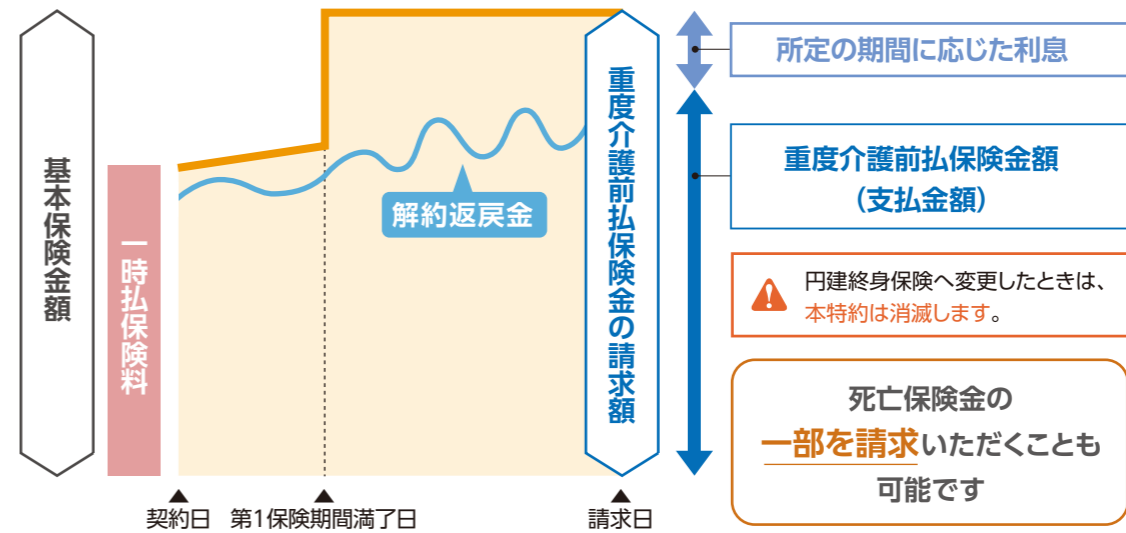 基本保険金額
一時払保険料
解約返戻金
重度介護前払保険金の請求額
所定の期間に応じた利息
重度介護前払保険金額
（支払金額）
円建終身保険へ変更したときは、
本特約は消滅します。
死亡保険金の
一部を請求いただくことも
可能です
契約日
第1保険期間満了日
請求日